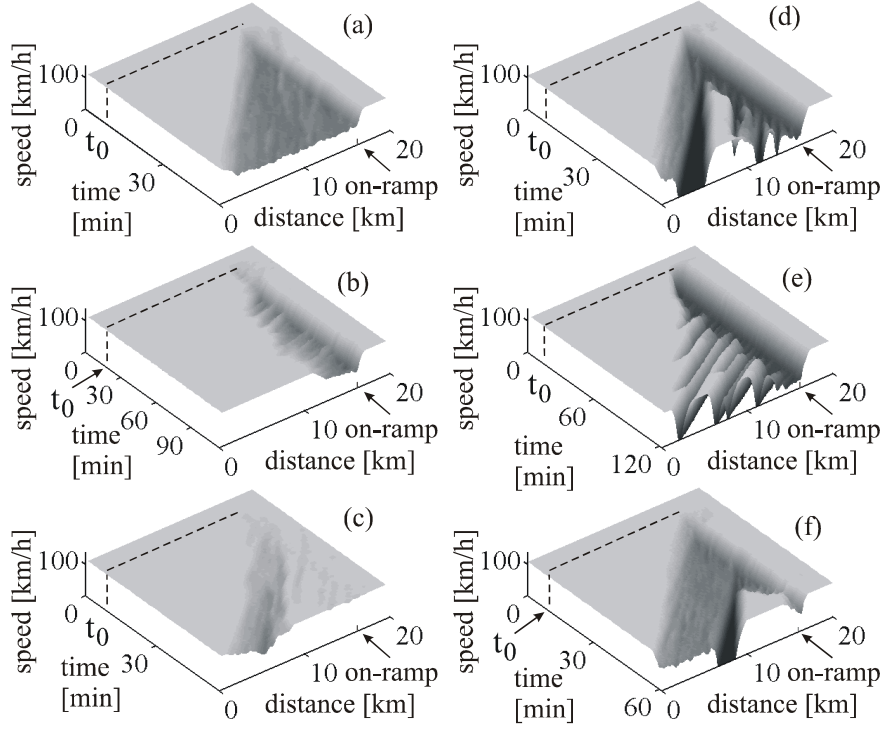 (a)
speed [km/h]
100
0
t0
30
time
[min]
0
10 on-ramp
20
distance [km]
(d)
speed [km/h]
100
0
t0
30
time
[min]
0
10 on-ramp
20
distance [km]
(b)
speed [km/h]
100
0
t0
30
60
90
time
[min]
0
10 on-ramp
20
distance [km]
(e)
speed [km/h]
100
0
t0
60
120
time
[min]
0
10 on-ramp
20
distance [km]
(c)
speed [km/h]
100
0
t0
30
time
[min]
0
10 on-ramp
20
distance [km]
(f)
speed [km/h]
100
0
t0
30
60
time
[min]
0
10 on-ramp
20
distance [km]